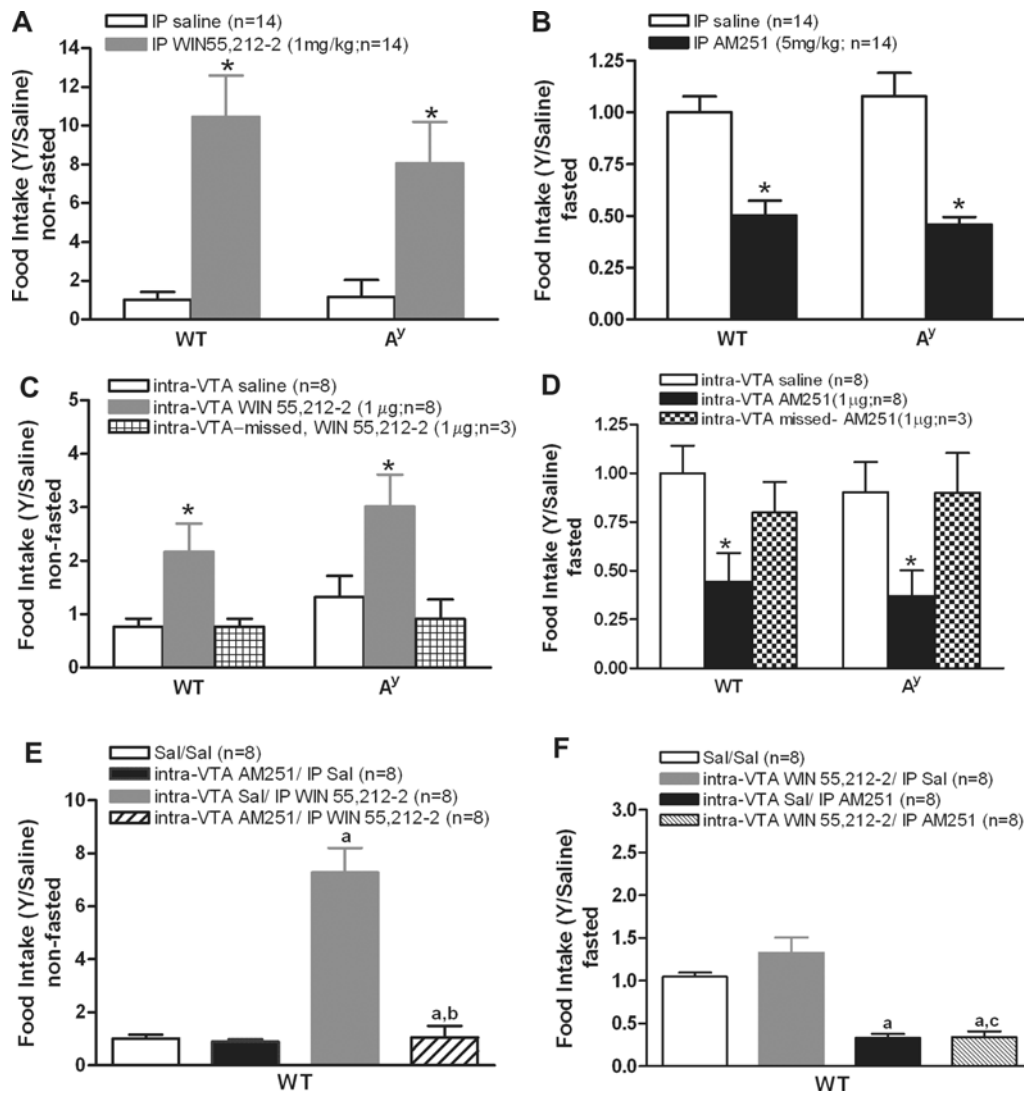 A
IP saline (n=14)
IP WIN55,212-2 (1mg/kg;n=14)
Food Intake (Y/Saline)
non-fasted
14
12
10
8
6
4
2
0
*
*
WT
Aʸ
B
IP saline (n=14)
IP AM251 (5mg/kg; n=14)
Food Intake (Y/Saline)
fasted
1.25
1.00
0.75
0.50
0.25
0.00
*
*
WT
Aʸ
C
intra-VTA saline (n=8)
intra-VTA WIN 55,212-2 (1 µg;n=8)
intra-VTA–missed, WIN 55,212-2 (1 µg;n=3)
Food Intake (Y/Saline)
non-fasted
5
4
3
2
1
0
*
*
WT
Aʸ
D
intra-VTA saline (n=8)
intra-VTA AM251(1µg;n=8)
intra-VTA missed- AM251(1µg;n=3)
Food Intake (Y/Saline)
fasted
1.25
1.00
0.75
0.50
0.25
0.00
*
*
WT
Aʸ
E
Sal/Sal (n=8)
intra-VTA AM251/ IP Sal (n=8)
intra-VTA Sal/ IP WIN 55,212-2 (n=8)
intra-VTA AM251/ IP WIN 55,212-2 (n=8)
Food Intake (Y/Saline)
non-fasted
10
8
6
4
2
0
a
a,b
WT
F
Sal/Sal (n=8)
intra-VTA WIN 55,212-2/ IP Sal (n=8)
intra-VTA Sal/ IP AM251 (n=8)
intra-VTA WIN 55,212-2/ IP AM251 (n=8)
Food Intake (Y/Saline)
fasted
3.0
2.5
2.0
1.5
1.0
0.5
0.0
a
a,c
WT